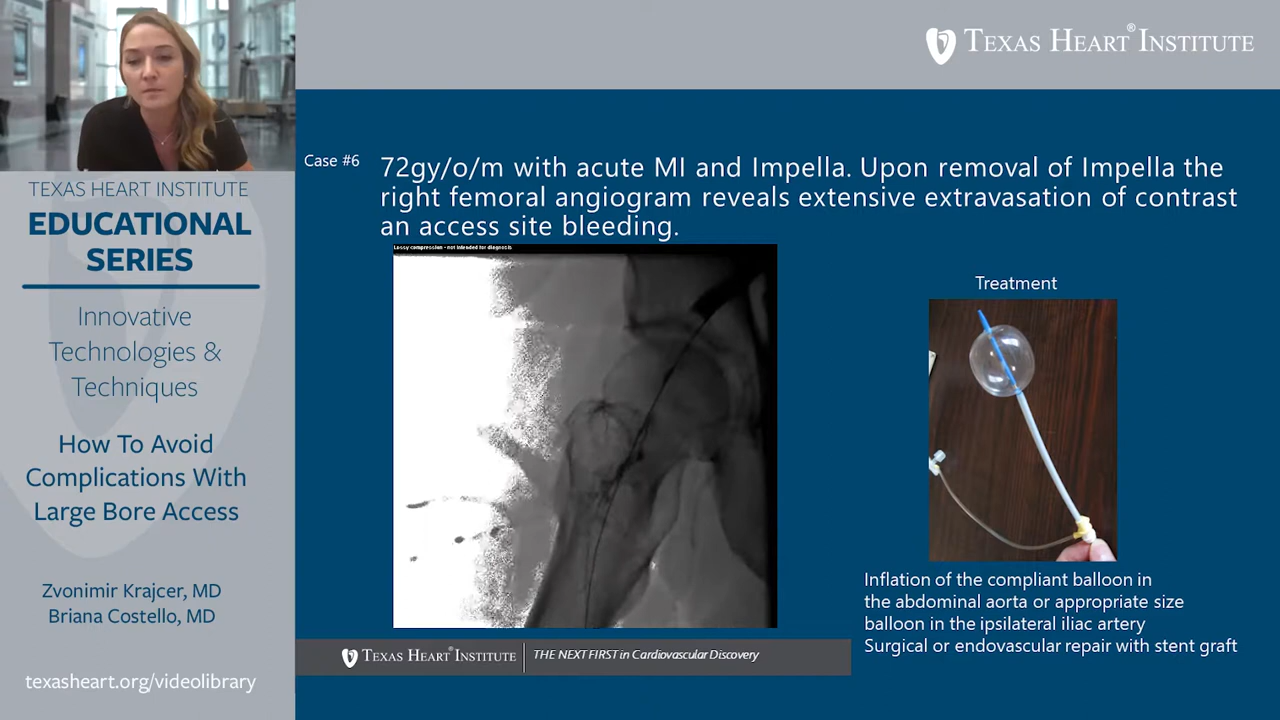 TEXAS HEART INSTITUTE
EDUCATIONAL
SERIES
Innovative
Technologies &
Techniques
How To Avoid
Complications With
Large Bore Access
Zvonimir Krajcer, MD
Briana Costello, MD
texasheart.org/videolibrary
TEXAS HEART® INSTITUTE
Case #6
72gy/o/m with acute MI and Impella. Upon removal of Impella the
right femoral angiogram reveals extensive extravasation of contrast
an access site bleeding.
Lossy compression - not intended for diagnosis
Treatment
Inflation of the compliant balloon in
the abdominal aorta or appropriate size
balloon in the ipsilateral iliac artery
Surgical or endovascular repair with stent graft
TEXAS HEART® INSTITUTE
THE NEXT FIRST in Cardiovascular Discovery